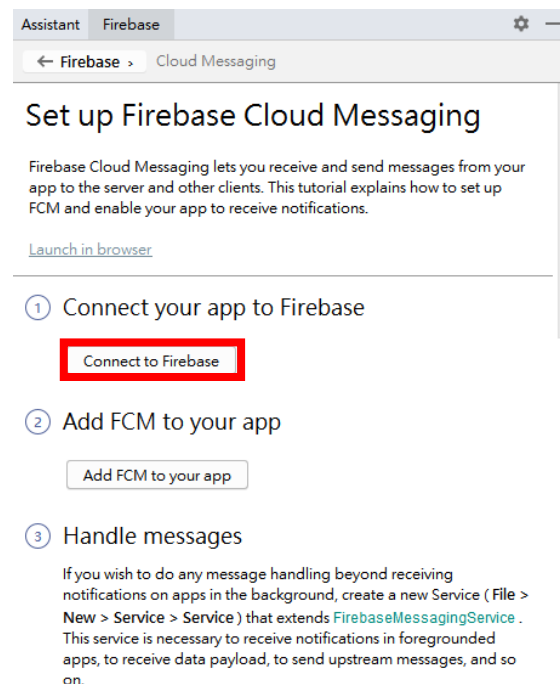 Assistant Firebase
← Firebase › Cloud Messaging
Set up Firebase Cloud Messaging
Firebase Cloud Messaging lets you receive and send messages from your
app to the server and other clients. This tutorial explains how to set up
FCM and enable your app to receive notifications.
Launch in browser
1 Connect your app to Firebase
Connect to Firebase
2 Add FCM to your app
Add FCM to your app
3 Handle messages
If you wish to do any message handling beyond receiving
notifications on apps in the background, create a new Service ( File >
New > Service > Service ) that extends FirebaseMessagingService .
This service is necessary to receive notifications in foregrounded
apps, to receive data payload, to send upstream messages, and so
on.